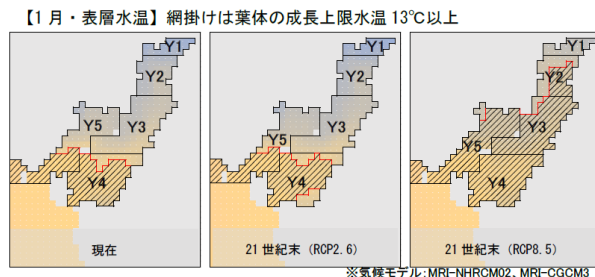 【1月・表層水温】網掛けは葉体の成長上限水温 13℃以上
Y1
Y2
Y3
Y5
Y4
現在
Y1
Y2
Y3
Y5
Y4
21世紀末（RCP2.6）
Y1
Y2
Y3
Y5
Y4
21世紀末（RCP8.5）
※気候モデル：MRI-NHRCM02、MRI-CGCM3